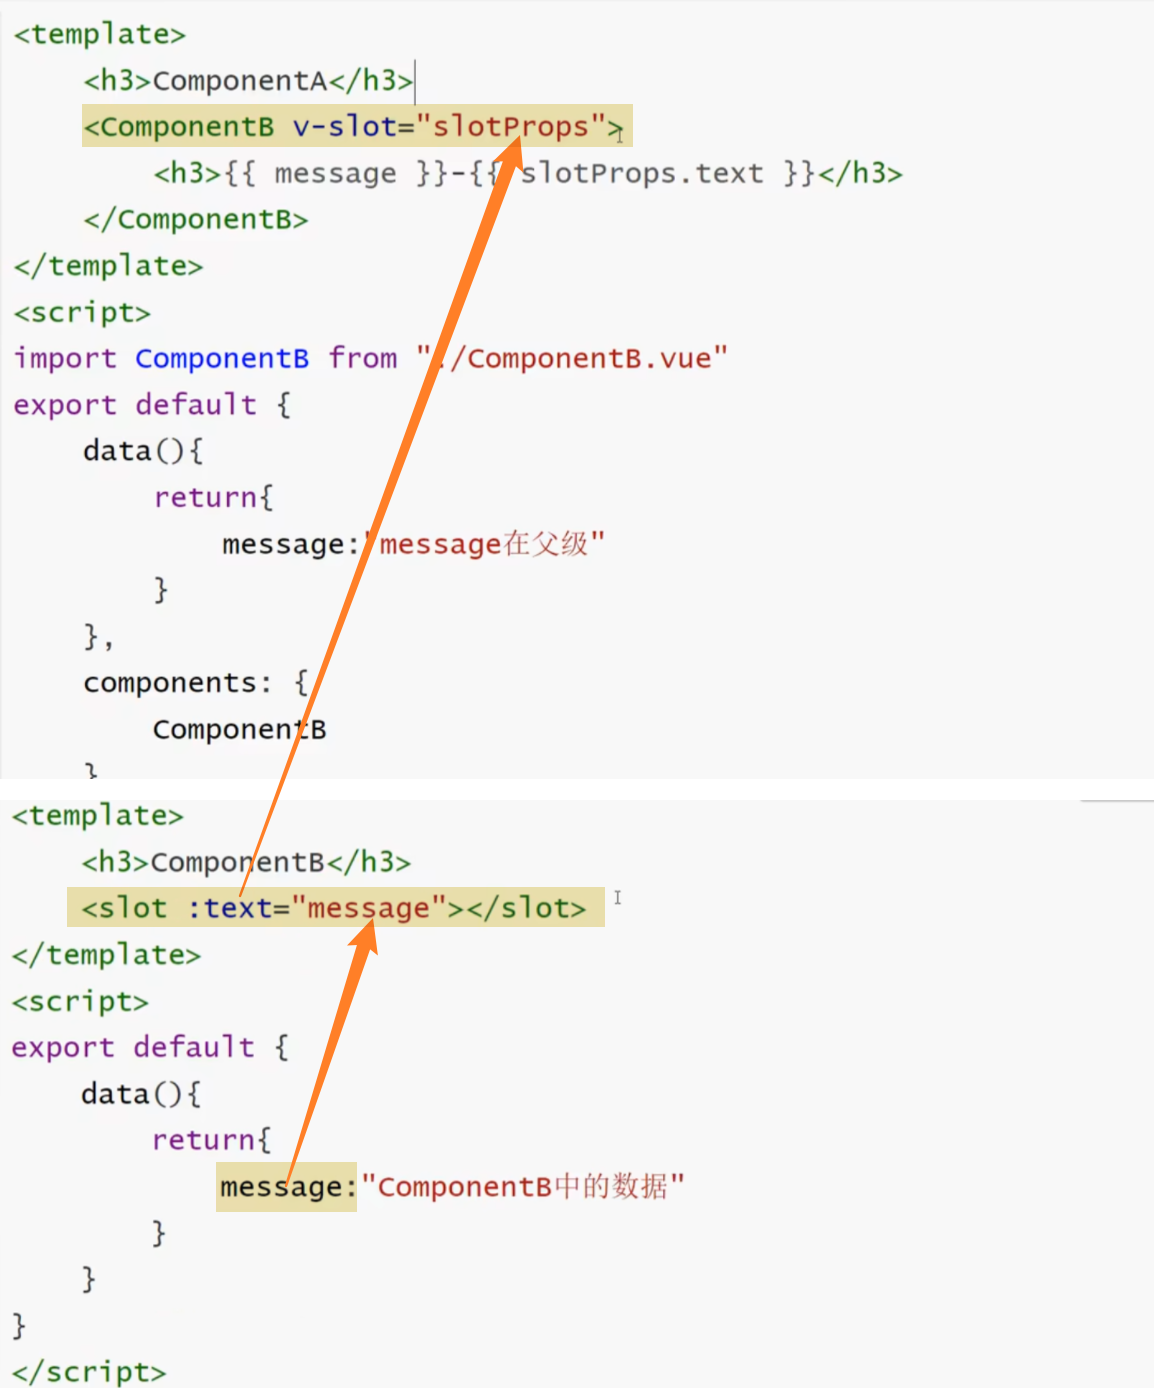 <template>
    <h3>ComponentA</h3>
    <ComponentB v-slot="slotProps">
        <h3>{{ message }}-{{ slotProps.text }}</h3>
    </ComponentB>
</template>
<script>
import ComponentB from "./ComponentB.vue"
export default {
    data(){
        return{
            message:"message在父级"
        }
    },
    components: {
        ComponentB
    }
<template>
    <h3>ComponentB</h3>
    <slot :text="message"></slot>
</template>
<script>
export default {
    data(){
        return{
            message:"ComponentB中的数据"
        }
    }
}
</script>